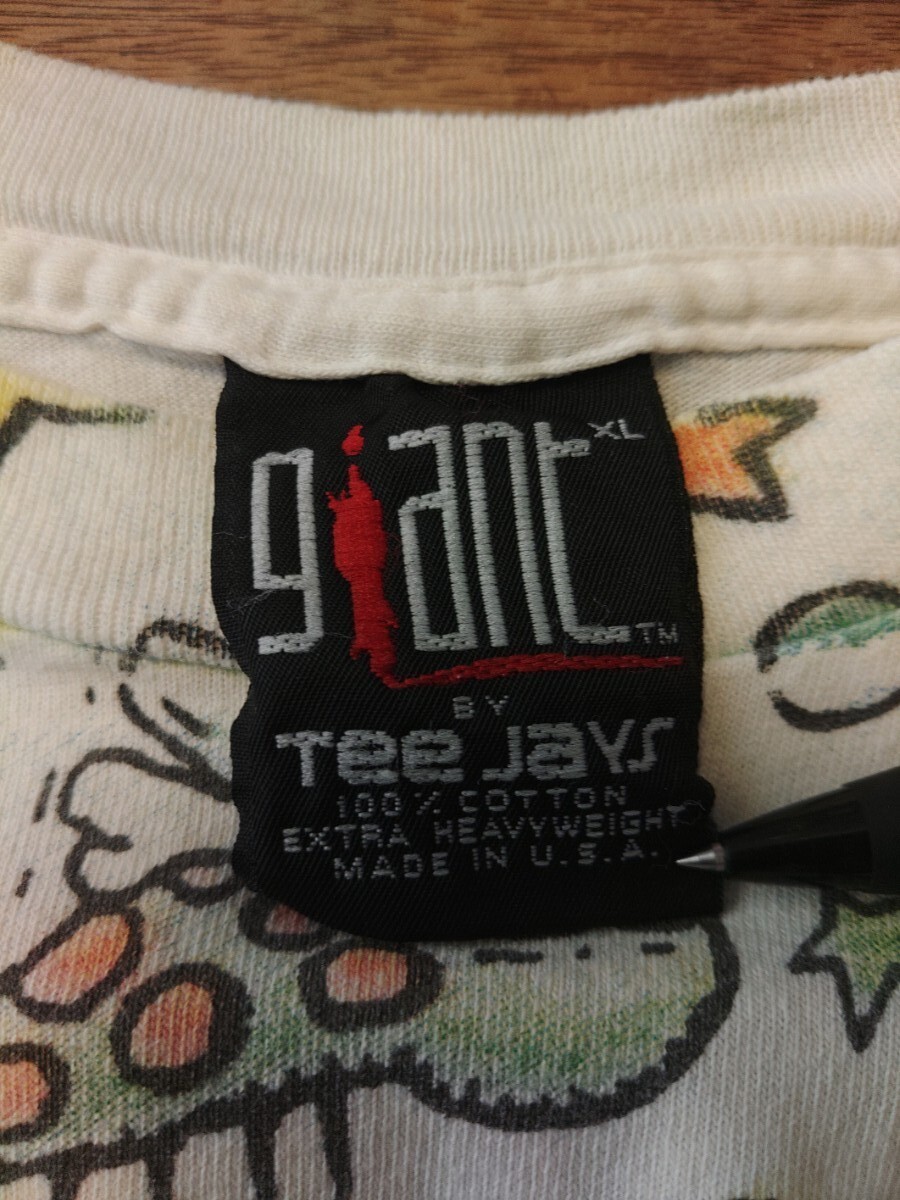 giant XL
TM
BY
Tee Jays
100% COTTON
EXTRA HEAVYWEIGHT
MADE IN U.S.A.